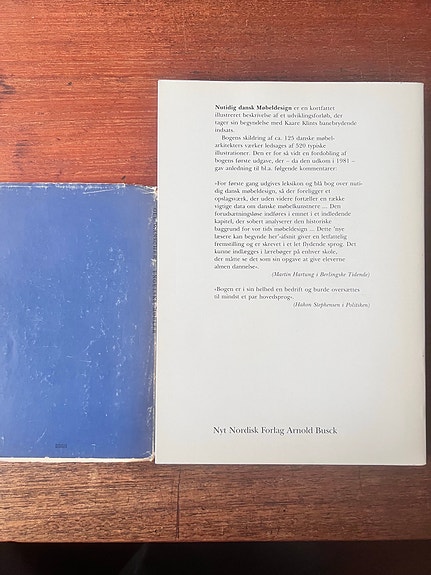 Nutidig dansk Møbeldesign er en kortfattet
illustreret beskrivelse af et udviklingsforløb, der
tager sin begyndelse med Kaare Klints banebrydende
indsats.
Bogens skildring af ca. 125 danske møbel-
arkitekters værker ledsages af 320 typiske
illustrationer. Den er for så vidt en fordobling af
bogens første udgave, der – da den udkom i 1981 –
gav anledning til bl.a. følgende kommentarer:
»For første gang udgives leksikon og blå bog over nuti-
dig dansk møbeldesign, så der foreligger et
opslagsværk, der uden videre fortæller en række
vigtige data om danske møbelkunstnere ... Den
forudsætningsløse indføres i emnet i et indledende
kapitel, der sobert analyserer den historiske
baggrund for vor tids møbeldesign ... Dette 'nye
læsere kan begynde her'-afsnit giver en letfattelig
fremstilling og er skrevet i et let flydende sprog. Det
kunne indlægges i lærebøger på enhver skole,
der måtte se det som sin opgave at give eleverne
almen dannelse«.
(Martin Hartung i Berlingske Tidende)
»Bogen er i sin helhed en bedrift og burde oversættes
til mindst et par hovedsprog«.
(Hakon Stephensen i Politiken)
Nyt Nordisk Forlag Arnold Busck